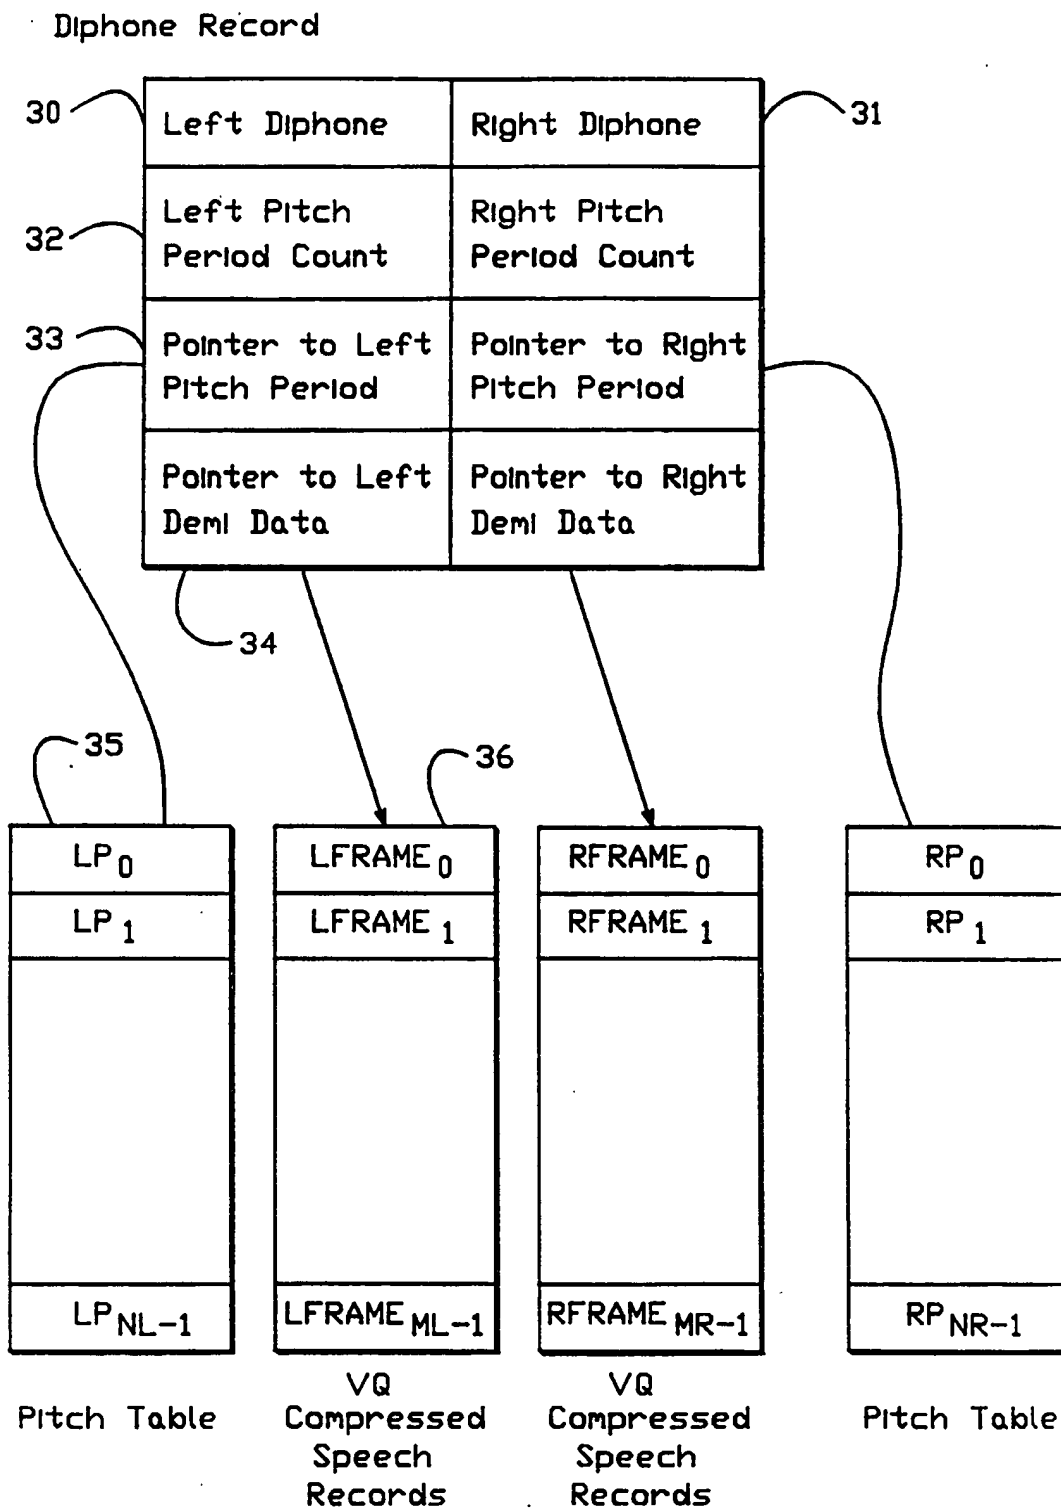 Diphone Record
30
Left Diphone
Right Diphone
31
32
Left Pitch
Period Count
Right Pitch
Period Count
33
Pointer to Left
Pitch Period
Pointer to Right
Pitch Period
Pointer to Left
Demi Data
Pointer to Right
Demi Data
34
35
36
LP0
LFRAME0
RFRAME0
RP0
LP1
LFRAME1
RFRAME1
RP1
LPNL-1
LFRAMEML-1
RFRAMEMR-1
RPNR-1
Pitch Table
VQ
Compressed
Speech
Records
VQ
Compressed
Speech
Records
Pitch Table